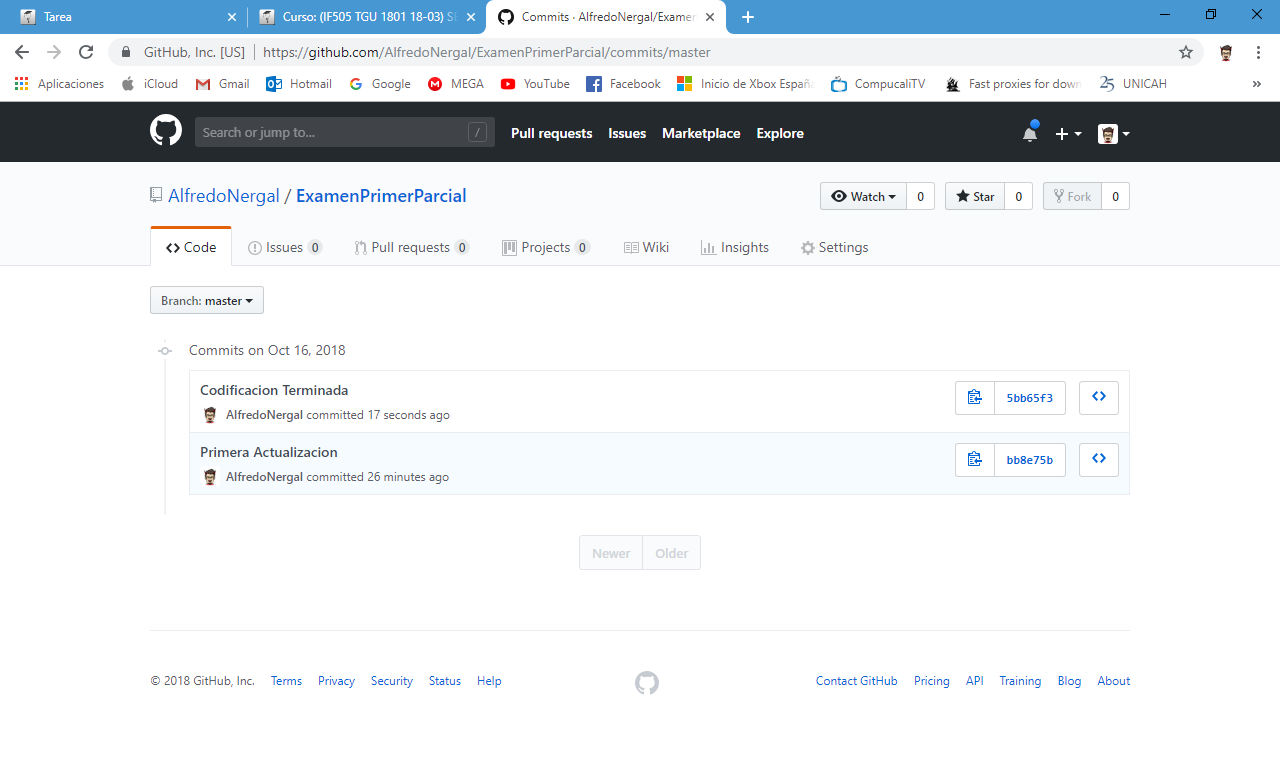 Tarea
Curso: (IF505 TGU 1801 18-03) SE
Commits · AlfredoNergal/Examen
GitHub, Inc. [US] | https://github.com/AlfredoNergal/ExamenPrimerParcial/commits/master
Aplicaciones iCloud Gmail Hotmail Google MEGA YouTube Facebook Inicio de Xbox España CompucaliTV Fast proxies for down 25 UNICAH »
Search or jump to... / Pull requests Issues Marketplace Explore
AlfredoNergal / ExamenPrimerParcial Watch 0 Star 0 Fork 0
Code Issues 0 Pull requests 0 Projects 0 Wiki Insights Settings
Branch: master
Commits on Oct 16, 2018
Codificacion Terminada
AlfredoNergal committed 17 seconds ago
5bb65f3
Primera Actualizacion
AlfredoNergal committed 26 minutes ago
bb8e75b
Newer Older
© 2018 GitHub, Inc. Terms Privacy Security Status Help Contact GitHub Pricing API Training Blog About